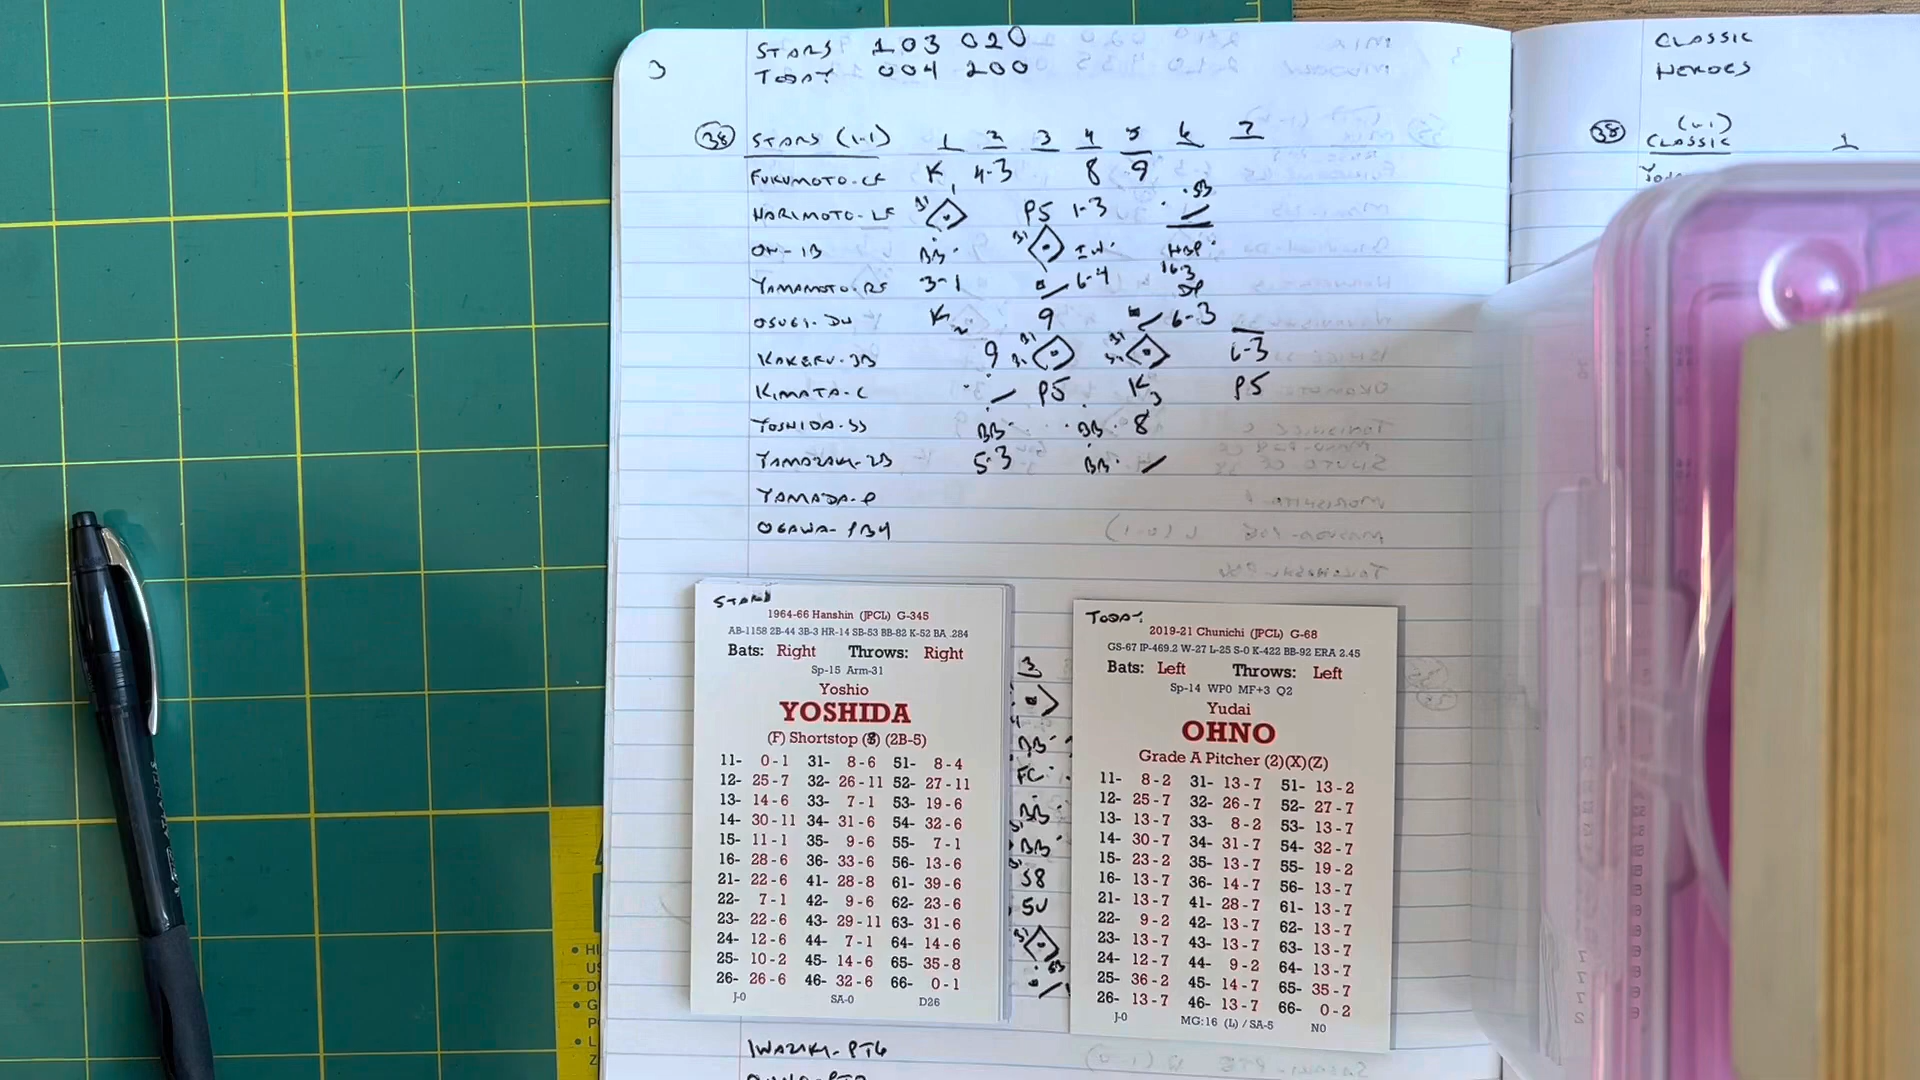 STARS 103 020
TODAY 004 200
3
38 STARS (1-1) 1 2 3 4 5 6 7
FUKUMOTO-CF K 4-3 8 9
HARIMOTO-LF P5 1-3
OH-1B BB HBP
YAMAMOTO-RF 3-1 6-4 DP
OSUGI-DH K 9 6-3
KAKEFU-3B 9 6-3
KIMATA-C P5 K P5
YOSHIDA-SS BB BB 8
YAMAZAKI-2B 5-3 BB
YAMADA-P
OGAWA-PB4
STARS
1964-66 Hanshin (JPCL) G-345
AB-1158 2B-44 3B-3 HR-14 SB-53 BB-82 K-52 BA .284
Bats: Right Throws: Right
Sp-15 Arm-31
Yoshio
YOSHIDA
(F) Shortstop (8) (2B-5)
11- 0-1 31- 8-6 51- 8-4
12- 25-7 32- 26-11 52- 27-11
13- 14-6 33- 7-1 53- 19-6
14- 30-11 34- 31-6 54- 32-6
15- 11-1 35- 9-6 55- 7-1
16- 28-6 36- 33-6 56- 13-6
21- 22-6 41- 28-8 61- 39-6
22- 7-1 42- 9-6 62- 23-6
23- 22-6 43- 29-11 63- 31-6
24- 12-6 44- 7-1 64- 14-6
25- 10-2 45- 14-6 65- 35-8
26- 26-6 46- 32-6 66- 0-1
J-0 SA-0 D26
3
BB
FC
BB
BB
S8
TODAY
2019-21 Chunichi (JPCL) G-68
GS-67 IP-469.2 W-27 L-25 S-0 K-422 BB-92 ERA 2.45
Bats: Left Throws: Left
Sp-14 WP0 MF+3 Q2
Yudai
OHNO
Grade A Pitcher (2)(X)(Z)
11- 8-2 31- 13-7 51- 13-2
12- 25-7 32- 26-7 52- 27-7
13- 13-7 33- 8-2 53- 13-7
14- 30-7 34- 31-7 54- 32-7
15- 23-2 35- 13-7 55- 19-2
16- 13-7 36- 14-7 56- 13-7
21- 13-7 41- 28-7 61- 13-7
22- 9-2 42- 13-7 62- 13-7
23- 13-7 43- 13-7 63- 13-7
24- 12-7 44- 9-2 64- 13-7
25- 36-2 45- 14-7 65- 35-7
26- 13-7 46- 13-7 66- 0-2
J-0 MG:16 (L) / SA-5 N0
IWAZAKI-PT6
CLASSIC
HEROES
38
CLASSIC 1